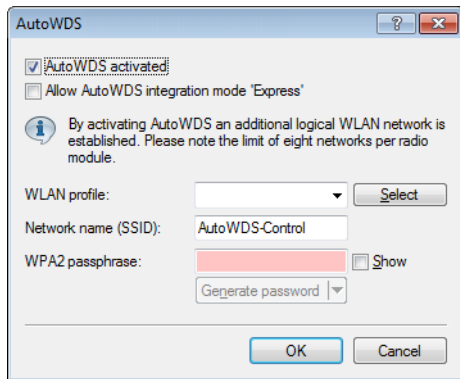 AutoWDS
AutoWDS activated
Allow AutoWDS integration mode 'Express'
By activating AutoWDS an additional logical WLAN network is
established. Please note the limit of eight networks per radio
module.
WLAN profile:
Select
Network name (SSID):
AutoWDS-Control
WPA2 passphrase:
Show
Generate password
OK
Cancel